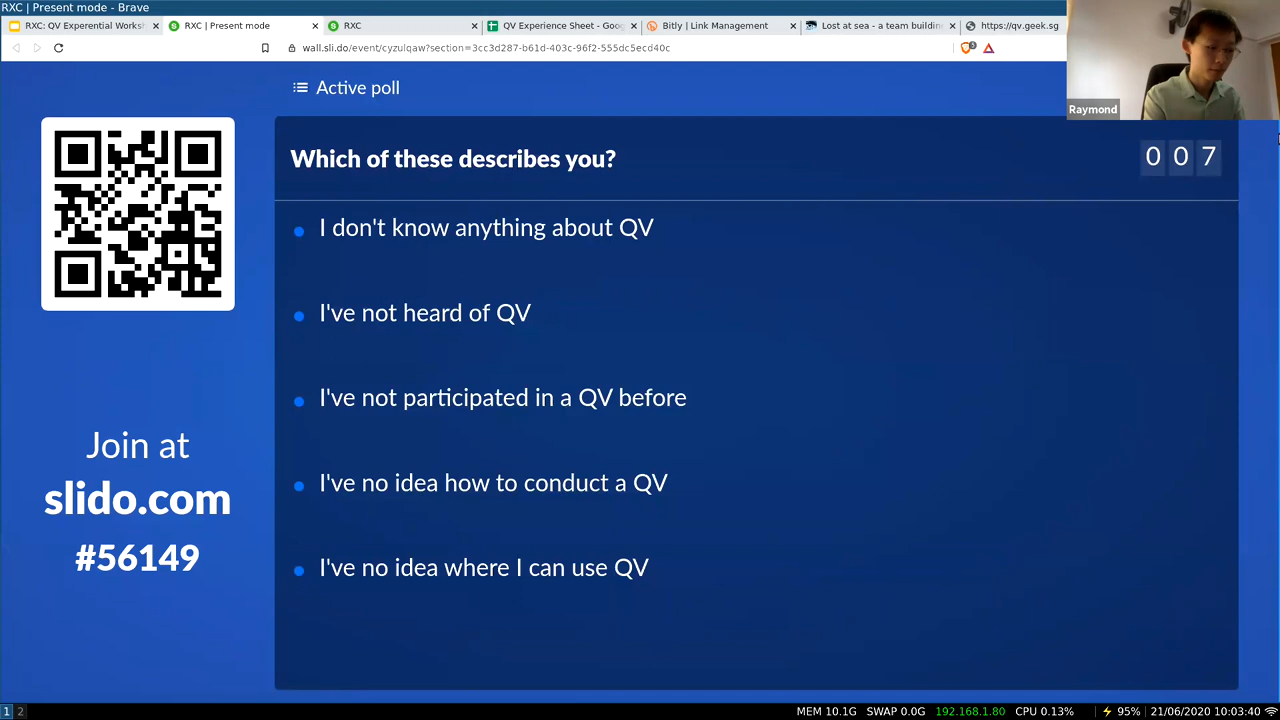 RXC | Present mode - Brave
RXC: QV Experential Worksh
RXC | Present mode
RXC
QV Experience Sheet - Goog
Bitly | Link Management
Lost at sea - a team buildin
https://qv.geek.sg
wall.sli.do/event/cyzulqaw?section=3cc3d287-b61d-403c-96f2-555dc5ecd40c
Raymond
Active poll
Which of these describes you?
007
I don't know anything about QV
I've not heard of QV
I've not participated in a QV before
I've no idea how to conduct a QV
I've no idea where I can use QV
Join at
slido.com
#56149
1 2
MEM 10.1G SWAP 0.0G 192.168.1.80 CPU 0.13% 95% 21/06/2020 10:03:40